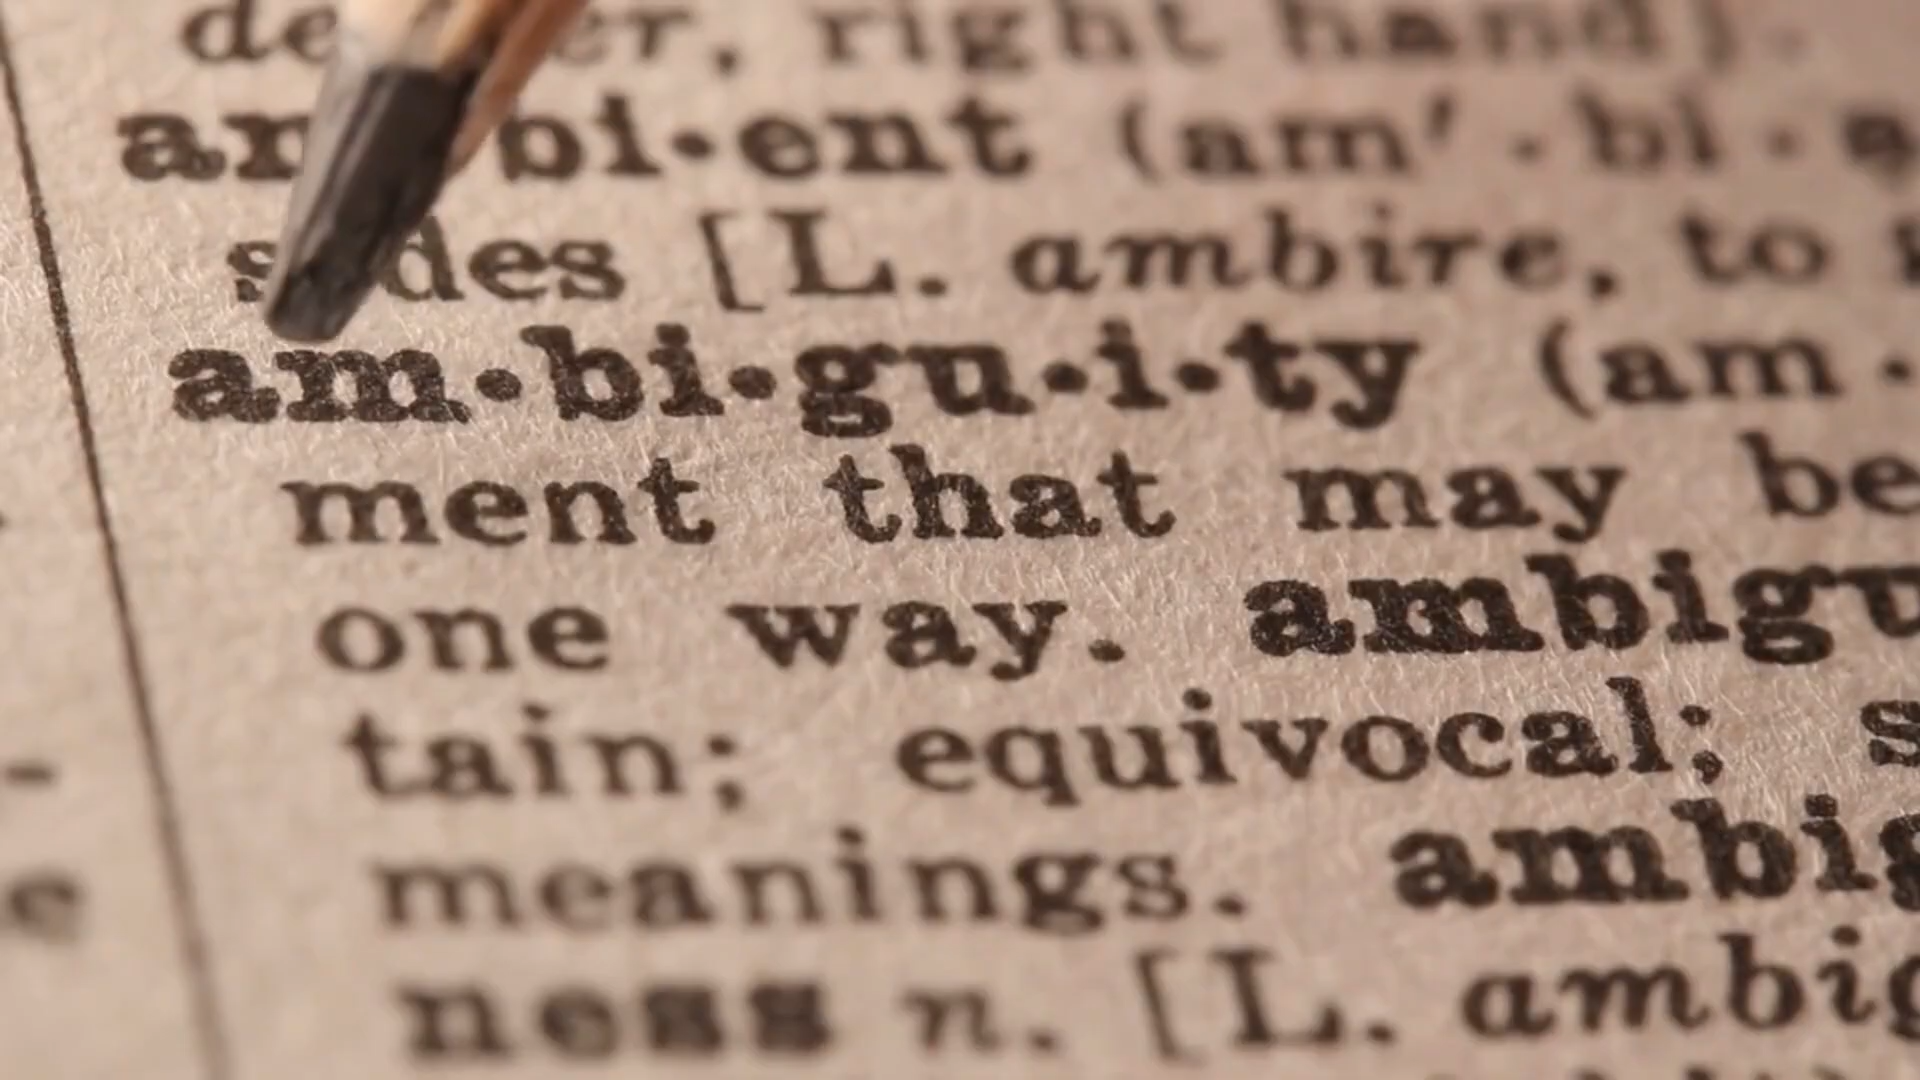 right hand].
bi•ent (am′ · bi ·
des [L. ambire, to
am•bi•gu•i•ty (am ·
ment that may be
one way. ambigu
tain; equivocal; s
meanings. ambig
ness n. [L. ambig